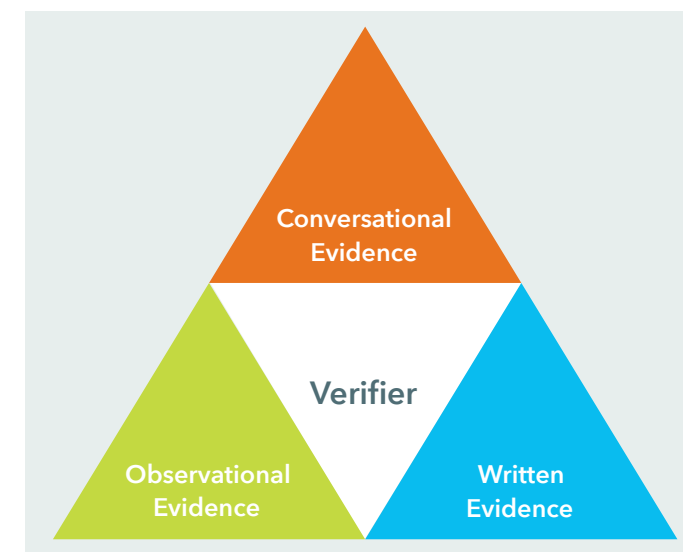 Conversational
Evidence
Verifier
Observational
Evidence
Written
Evidence